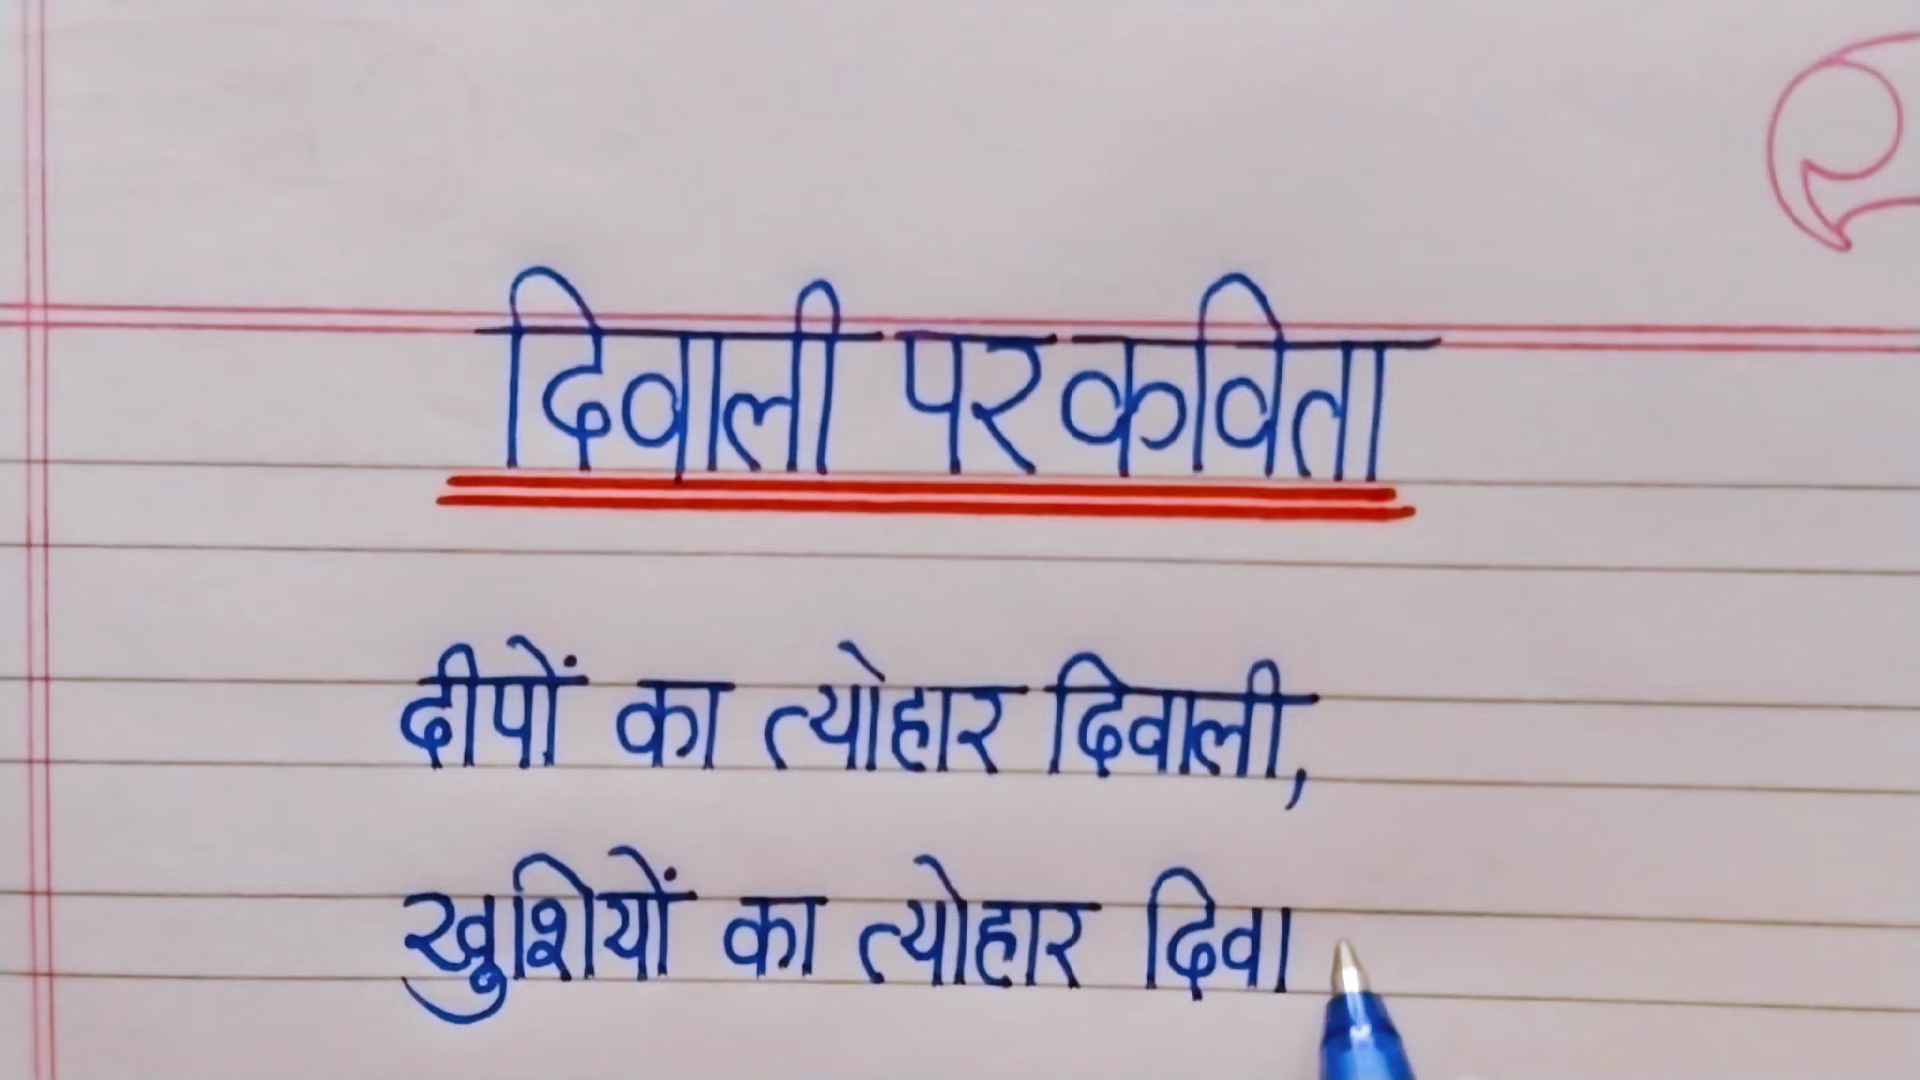 दिवाली पर कविता
दीपों का त्योहार दिवाली,
खुशियों का त्योहार दिवा